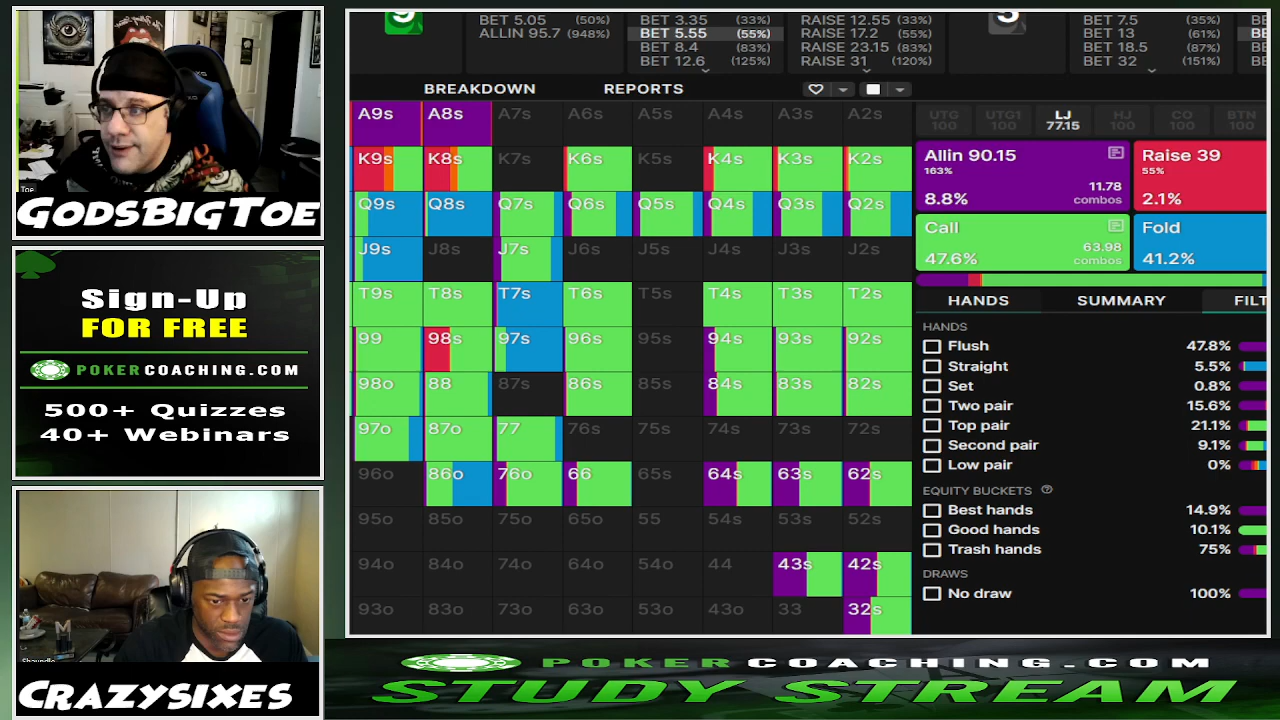 GODSBIGTOE
Sign-Up
FOR FREE
POKERCOACHING.COM
500+ Quizzes
40+ Webinars
CRAZYSIXES
BET 5.05 (50%)
ALLIN 95.7 (948%)
BET 3.35 (33%)
BET 5.55 (55%)
BET 8.4 (83%)
BET 12.6 (125%)
RAISE 12.55 (33%)
RAISE 17.2 (55%)
RAISE 23.15 (83%)
RAISE 31 (120%)
BET 7.5 (35%)
BET 13 (61%)
BET 18.5 (87%)
BET 32 (151%)
BREAKDOWN REPORTS
A9s A8s A7s A6s A5s A4s A3s A2s
K9s K8s K7s K6s K5s K4s K3s K2s
Q9s Q8s Q7s Q6s Q5s Q4s Q3s Q2s
J9s J8s J7s J6s J5s J4s J3s J2s
T9s T8s T7s T6s T5s T4s T3s T2s
99 98s 97s 96s 95s 94s 93s 92s
98o 88 87s 86s 85s 84s 83s 82s
97o 87o 77 76s 75s 74s 73s 72s
96o 86o 76o 66 65s 64s 63s 62s
95o 85o 75o 65o 55 54s 53s 52s
94o 84o 74o 64o 54o 44 43s 42s
93o 83o 73o 63o 53o 43o 33 32s
UTG UTG1 LJ HJ CO BTN
100 100 77.15 100 100 100
Allin 90.15
163%
8.8% 11.78
combos
Raise 39
55%
2.1%
Call
47.6% 63.98
combos
Fold
41.2%
HANDS SUMMARY FILT
HANDS
Flush 47.8%
Straight 5.5%
Set 0.8%
Two pair 15.6%
Top pair 21.1%
Second pair 9.1%
Low pair 0%
EQUITY BUCKETS
Best hands 14.9%
Good hands 10.1%
Trash hands 75%
DRAWS
No draw 100%
POKERCOACHING.COM
STUDY STREAM